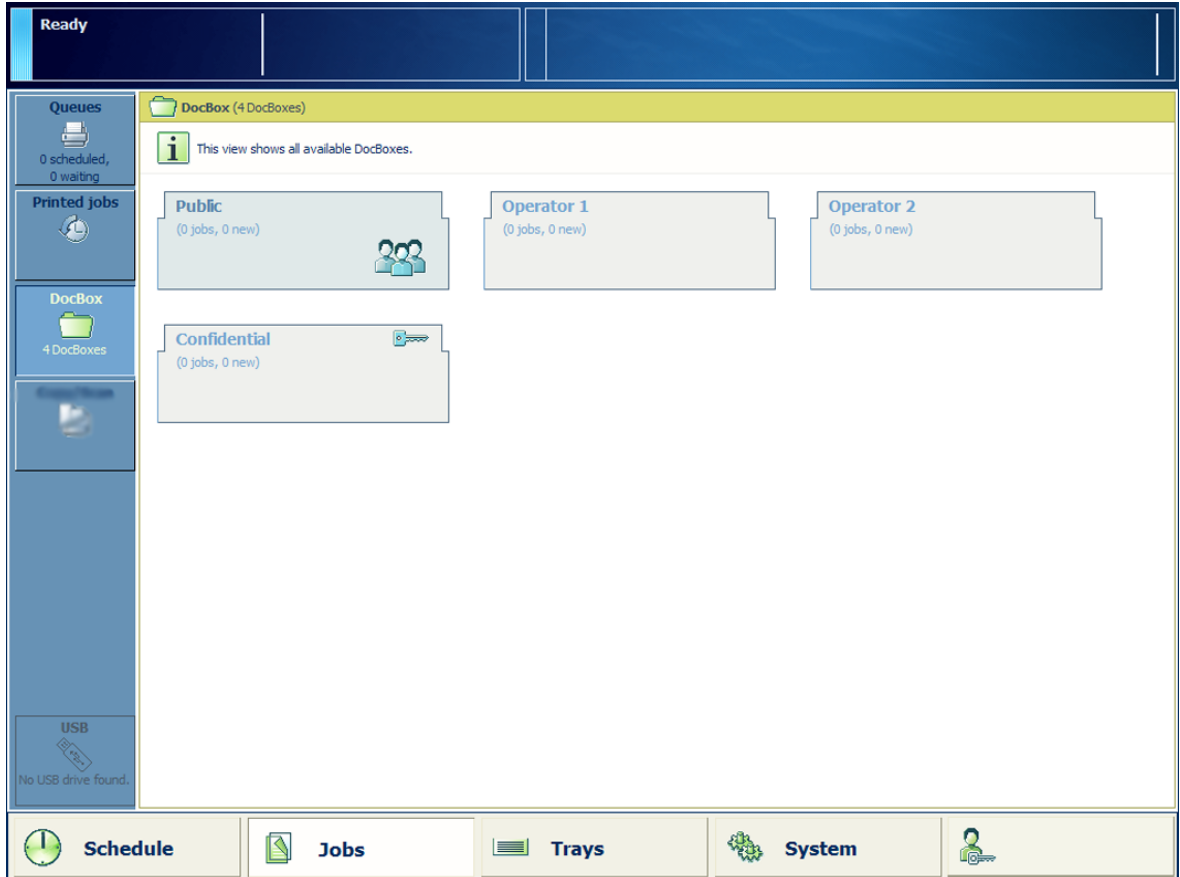 Ready
Queues
0 scheduled,
0 waiting
Printed jobs
DocBox
4 DocBoxes
USB
No USB drive found.
DocBox (4 DocBoxes)
i
This view shows all available DocBoxes.
Public
(0 jobs, 0 new)
Operator 1
(0 jobs, 0 new)
Operator 2
(0 jobs, 0 new)
Confidential
(0 jobs, 0 new)
Schedule
Jobs
Trays
System